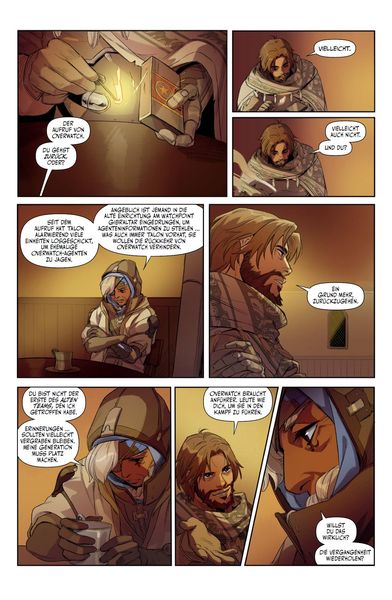 DER
AUFRUF VON
OVERWATCH.
DU GEHST
ZURÜCK,
ODER?
VIELLEICHT.
VIELLEICHT
AUCH NICHT.
UND DU?
SEIT DEM
AUFRUF HAT TALON
ALARMIEREND VIELE
EINHEITEN LOSGESCHICKT,
UM EHEMALIGE
OVERWATCH-AGENTEN
ZU JAGEN.
ANGEBLICH IST JEMAND IN DIE
ALTE EINRICHTUNG AM WATCHPOINT
GIBRALTAR EINGEDRUNGEN, UM
AGENTENINFORMATIONEN ZU STEHLEN ...
WAS AUCH IMMER TALON VORHAT, SIE
WOLLEN DIE RÜCKKEHR VON
OVERWATCH VERHINDERN.
EIN
GRUND MEHR,
ZURÜCKZUGEHEN.
DU BIST NICHT DER
ERSTE DES ALTEN
TEAMS, DEN ICH
GETROFFEN HABE.
ERINNERUNGEN ...
SOLLTEN VIELLEICHT
VERGRABEN BLEIBEN.
MEINE GENERATION
MUSS PLATZ
MACHEN.
OVERWATCH BRAUCHT
ANFÜHRER. LEUTE WIE
DICH, UM SIE IN DEN
KAMPF ZU FÜHREN.
WILLST
DU DAS
WIRKLICH?
DIE VERGANGENHEIT
WIEDERHOLEN?